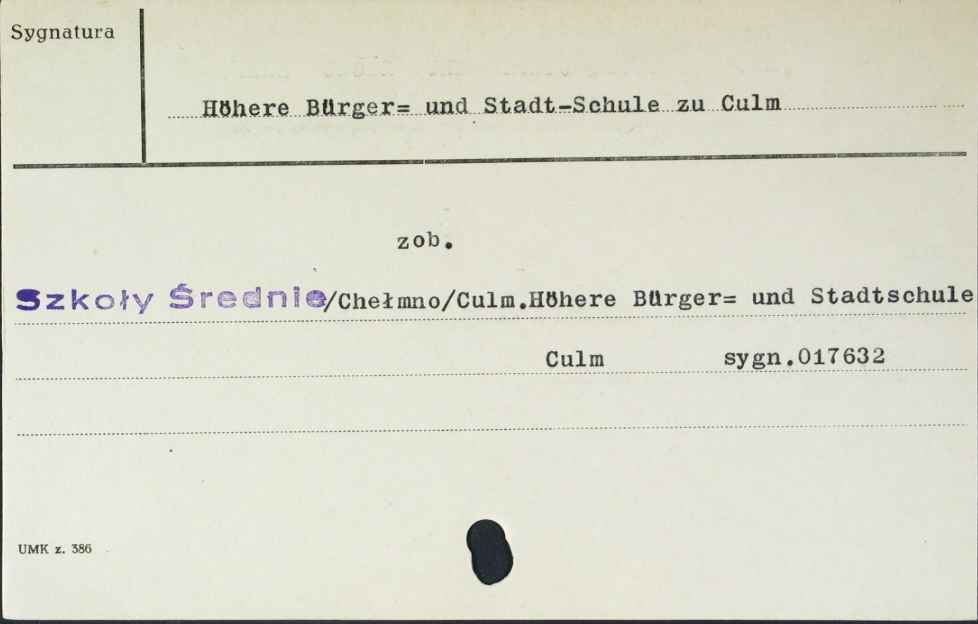 Sygnatura
Höhere Bürger= und Stadt-Schule zu Culm
zob.
Szkoły Średnie/Chełmno/Culm.Höhere Bürger= und Stadtschule
Culm sygn.017632
UMK z. 386